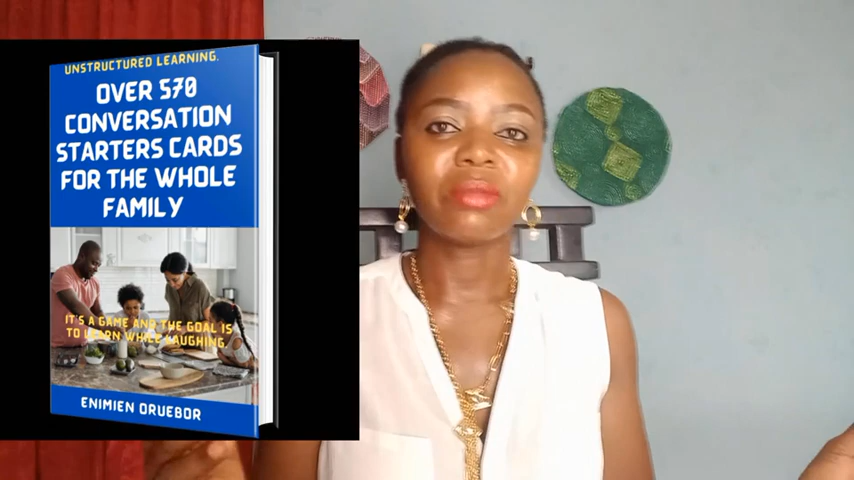 UNSTRUCTURED LEARNING.
OVER 570
CONVERSATION
STARTERS CARDS
FOR THE WHOLE
FAMILY
IT'S A GAME AND THE GOAL IS
TO LEARN WHILE LAUGHING
ENIMIEN ORUEBOR